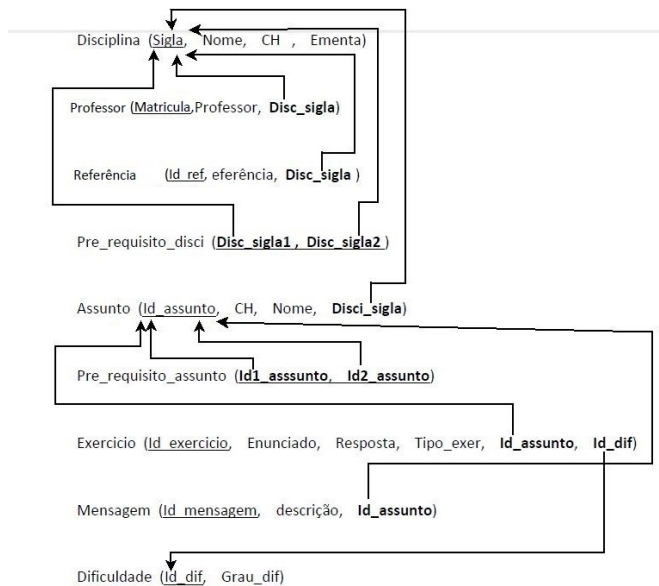 Disciplina (Sigla, Nome, CH , Ementa)
Professor (Matricula,Professor, Disc_sigla)
Referência (Id_ref, eferência, Disc_sigla )
Pre_requisito_disci (Disc_sigla1 , Disc_sigla2 )
Assunto (Id_assunto, CH, Nome, Disci_sigla)
Pre_requisito_assunto (Id1_asssunto, Id2_assunto)
Exercicio (Id_exercicio, Enunciado, Resposta, Tipo_exer, Id_assunto, Id_dif)
Mensagem (Id_mensagem, descrição, Id_assunto)
Dificuldade (Id_dif, Grau_dif)